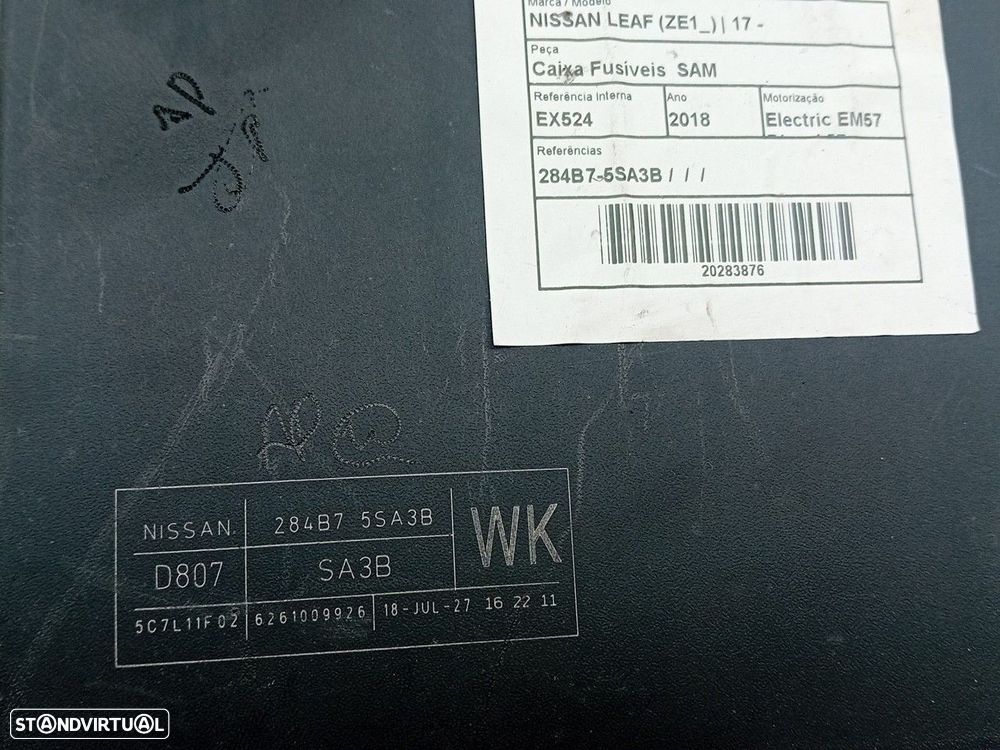 Marca / Modelo
NISSAN LEAF (ZE1_) | 17 -
Peça
Caixa Fusíveis SAM
Referência Interna
EX524
Ano
2018
Motorização
Electric EM57
Referências
284B7-5SA3B / / /
20283876
NISSAN
284B7 5SA3B
WK
D807
SA3B
5C7L11F02
6261009926
18-JUL-27 16 22 11
STANDVIRTUAL